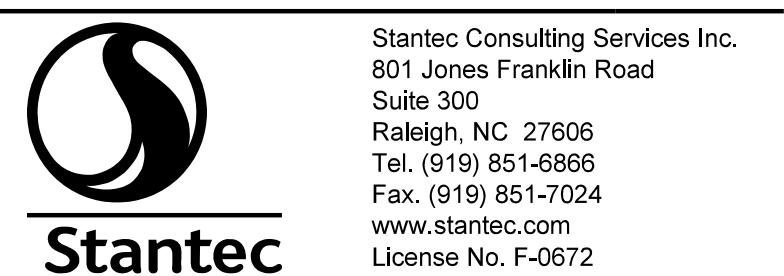 Stantec
Stantec Consulting Services Inc.
801 Jones Franklin Road
Suite 300
Raleigh, NC  27606
Tel. (919) 851-6866
Fax. (919) 851-7024
www.stantec.com
License No. F-0672